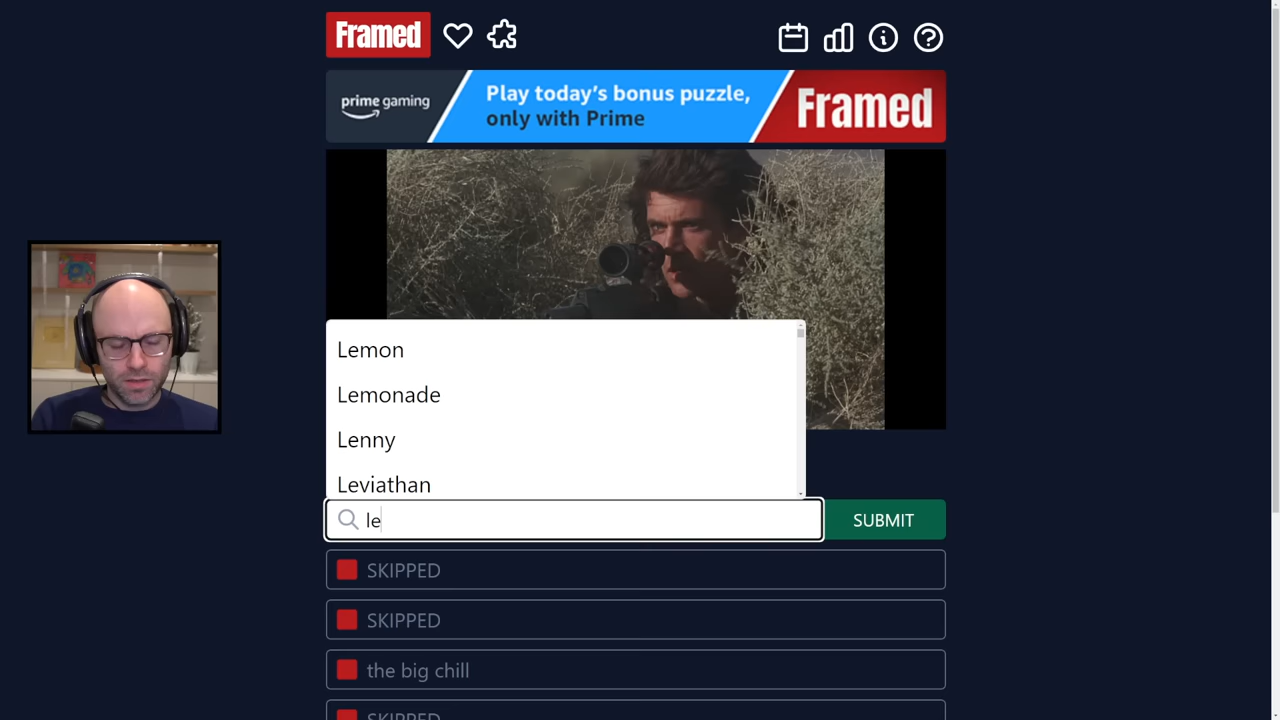 Framed
prime gaming
Play today's bonus puzzle,
only with Prime
Framed
Lemon
Lemonade
Lenny
Leviathan
le
SUBMIT
SKIPPED
SKIPPED
the big chill
SKIPPED